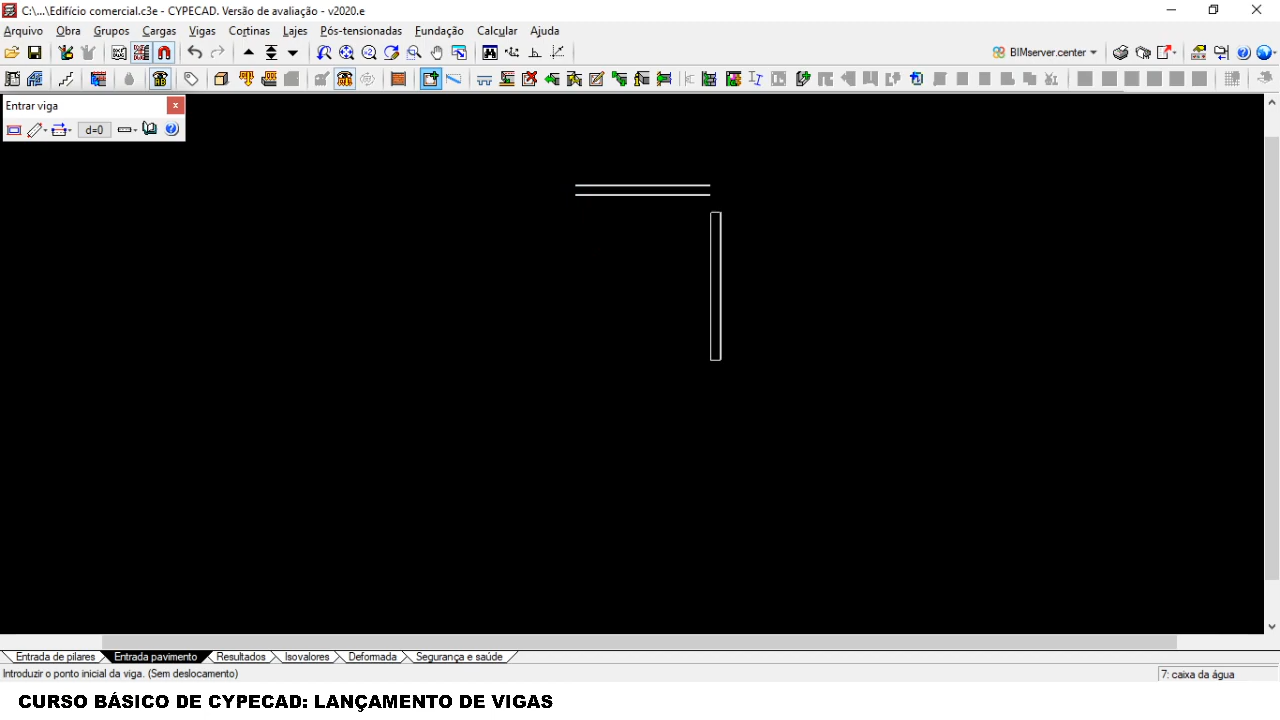 C:\...\Edifício comercial.c3e - CYPECAD. Versão de avaliação - v2020.e
Arquivo Obra Grupos Cargas Vigas Cortinas Lajes Pós-tensionadas Fundação Calcular Ajuda
BIMserver.center
Entrar viga
d=0
Entrada de pilares Entrada pavimento Resultados Isovalores Deformada Segurança e saúde
Introduzir o ponto inicial da viga. (Sem deslocamento) 7: caixa da água
CURSO BÁSICO DE CYPECAD: LANÇAMENTO DE VIGAS